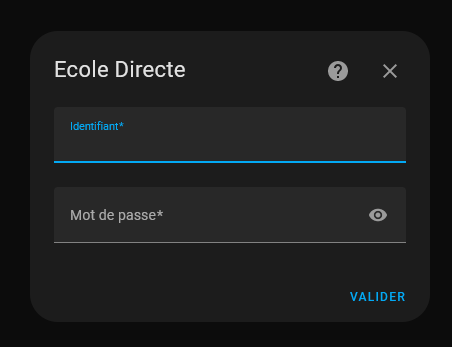 Ecole Directe
Identifiant*
Mot de passe*
VALIDER